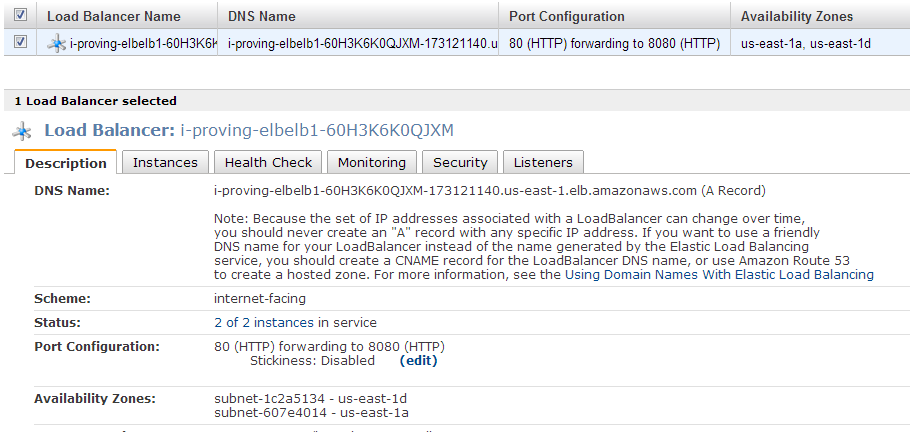 Load Balancer Name DNS Name Port Configuration Availability Zones
i-proving-elbelb1-60H3K6K i-proving-elbelb1-60H3K6K0QJXM-173121140.u 80 (HTTP) forwarding to 8080 (HTTP) us-east-1a, us-east-1d
1 Load Balancer selected
Load Balancer: i-proving-elbelb1-60H3K6K0QJXM
Description Instances Health Check Monitoring Security Listeners
DNS Name: i-proving-elbelb1-60H3K6K0QJXM-173121140.us-east-1.elb.amazonaws.com (A Record)
Note: Because the set of IP addresses associated with a LoadBalancer can change over time,
you should never create an "A" record with any specific IP address. If you want to use a friendly
DNS name for your LoadBalancer instead of the name generated by the Elastic Load Balancing
service, you should create a CNAME record for the LoadBalancer DNS name, or use Amazon Route 53
to create a hosted zone. For more information, see the Using Domain Names With Elastic Load Balancing
Scheme: internet-facing
Status: 2 of 2 instances in service
Port Configuration: 80 (HTTP) forwarding to 8080 (HTTP)
Stickiness: Disabled (edit)
Availability Zones: subnet-1c2a5134 - us-east-1d
subnet-607e4014 - us-east-1a